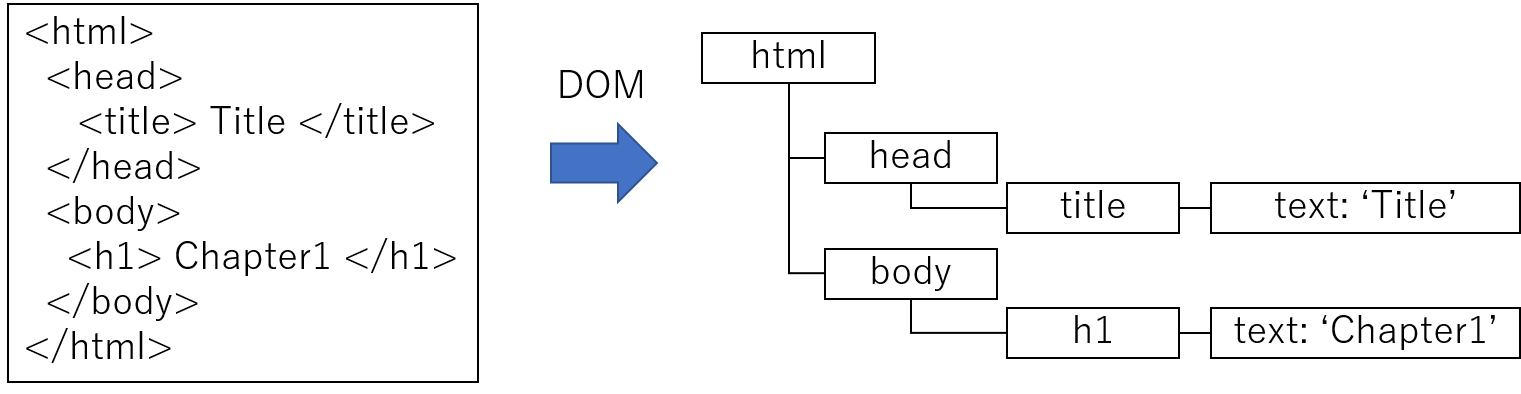 <html>
<head>
<title> Title </title>
</head>
<body>
<h1> Chapter1 </h1>
</body>
</html>
DOM
html
head
title
text: ‘Title’
body
h1
text: ‘Chapter1’